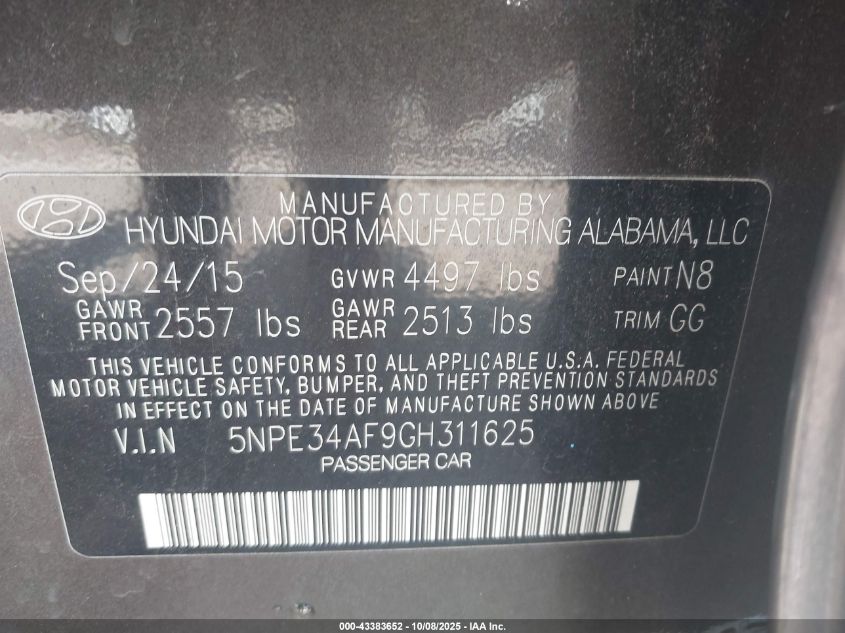 MANUFACTURED BY
HYUNDAI MOTOR MANUFACTURING ALABAMA, LLC
Sep/24/15 GVWR 4497 lbs PAINT N8
GAWR FRONT 2557 lbs GAWR REAR 2513 lbs TRIM GG
THIS VEHICLE CONFORMS TO ALL APPLICABLE U.S.A. FEDERAL
MOTOR VEHICLE SAFETY, BUMPER, AND THEFT PREVENTION STANDARDS
IN EFFECT ON THE DATE OF MANUFACTURE SHOWN ABOVE
V.I.N 5NPE34AF9GH311625
PASSENGER CAR
000-43383652 - 10/08/2025 - IAA Inc.